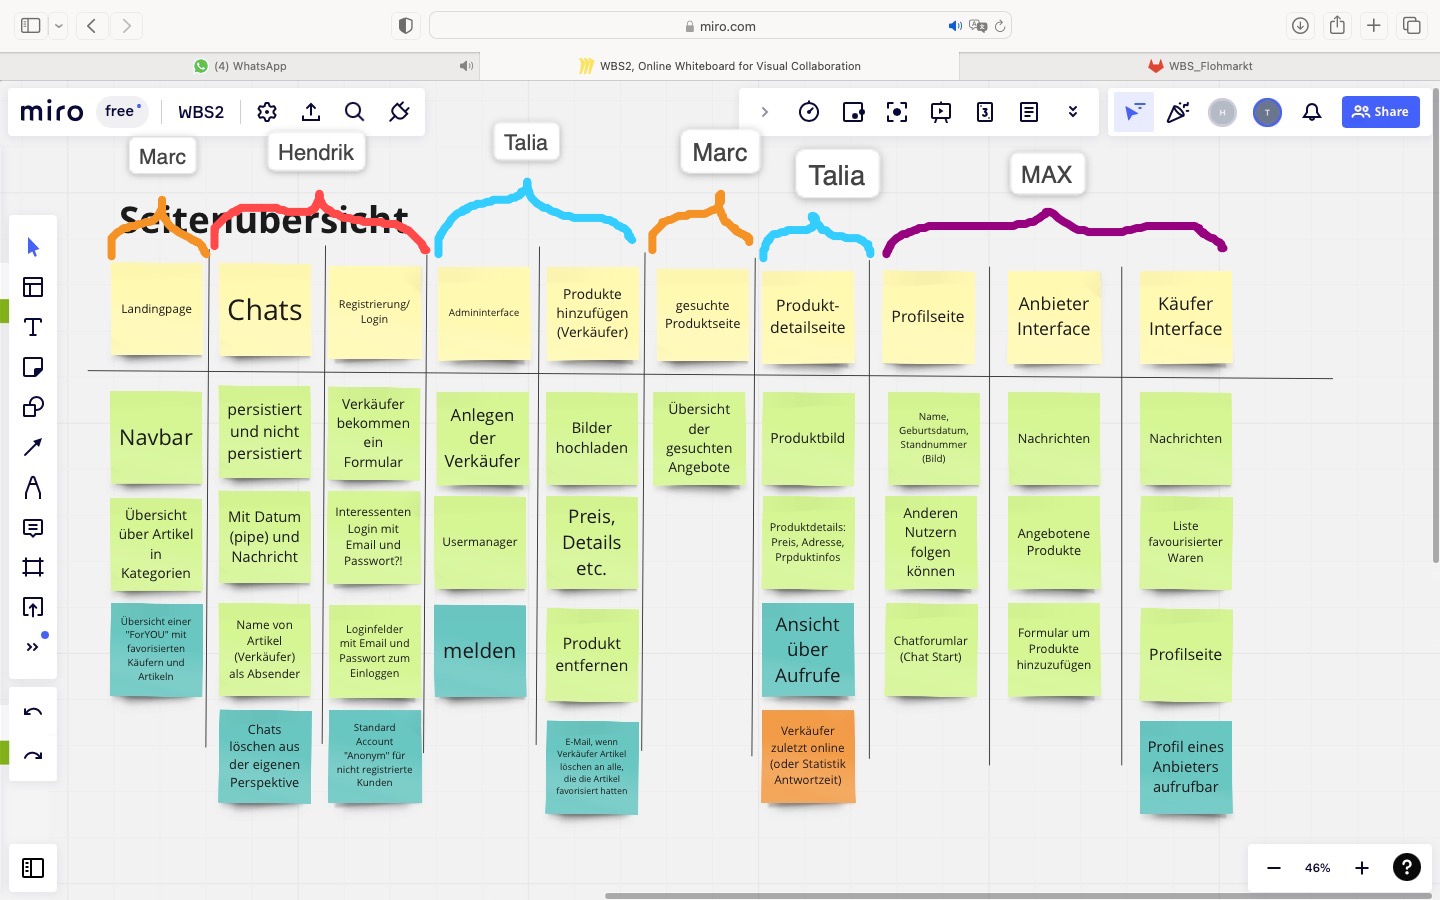 miro.com
(4) WhatsApp
WBS2, Online Whiteboard for Visual Collaboration
WBS_Flohmarkt
miro
free
WBS2
3
H
T
Share
Marc
Hendrik
Talia
Marc
Talia
MAX
Seitenübersicht
Landingpage
Chats
Registrierung/
Login
Admininterface
Produkte
hinzufügen
(Verkäufer)
gesuchte
Produktseite
Produkt-
detailseite
Profilseite
Anbieter
Interface
Käufer
Interface
Navbar
persistiert
und nicht
persistiert
Verkäufer
bekommen
ein
Formular
Anlegen
der
Verkäufer
Bilder
hochladen
Übersicht
der
gesuchten
Angebote
Produktbild
Name,
Geburtsdatum,
Standnummer
(Bild)
Nachrichten
Nachrichten
Übersicht
über Artikel
in
Kategorien
Mit Datum
(pipe) und
Nachricht
Interessenten
Login mit
Email und
Passwort?!
Usermanager
Preis,
Details
etc.
Produktdetails:
Preis, Adresse,
Prpduktinfos
Anderen
Nutzern
folgen
können
Angebotene
Produkte
Liste
favourisierter
Waren
Übersicht einer
"ForYOU" mit
favorisierten
Käufern und
Artikeln
Name von
Artikel
(Verkäufer)
als Absender
Loginfelder
mit Email und
Passwort zum
Einloggen
melden
Produkt
entfernen
Ansicht
über
Aufrufe
Chatforumlar
(Chat Start)
Formular um
Produkte
hinzuzufügen
Profilseite
Chats
löschen aus
der eigenen
Perspektive
Standard
Account
"Anonym" für
nicht registrierte
Kunden
E-Mail, wenn
Verkäufer Artikel
löschen an alle,
die die Artikel
favorisiert hatten
Verkäufer
zuletzt online
(oder Statistik
Antwortzeit)
Profil eines
Anbieters
aufrufbar
46%
?